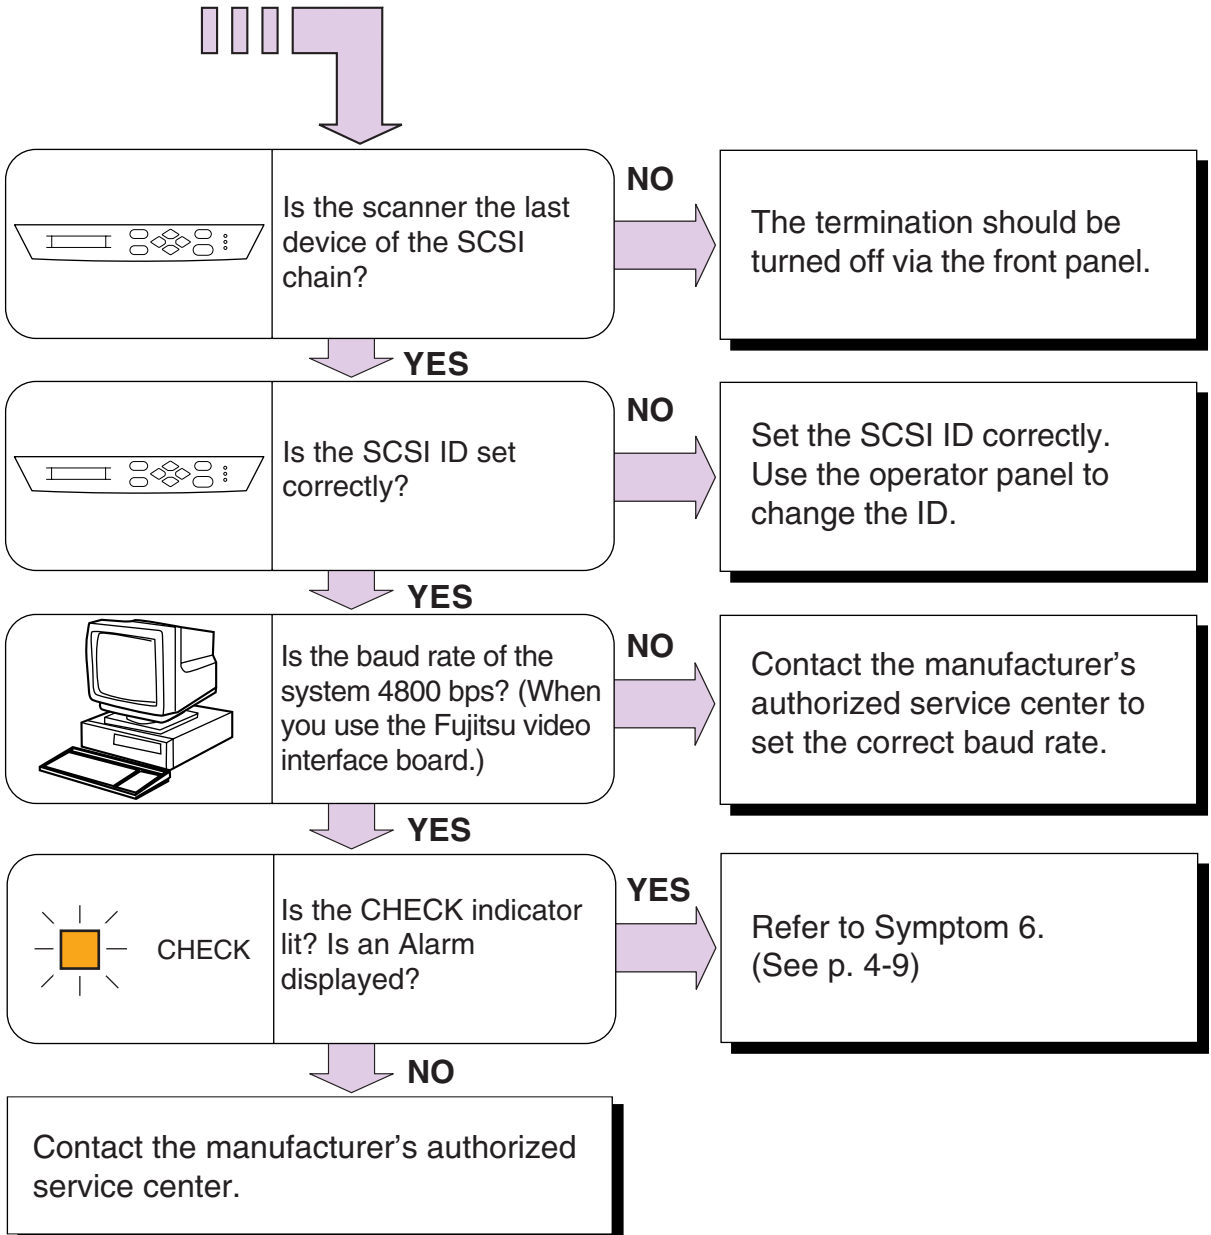 Is the scanner the last
device of the SCSI
chain?
NO
The termination should be
turned off via the front panel.
YES
Is the SCSI ID set
correctly?
NO
Set the SCSI ID correctly.
Use the operator panel to
change the ID.
YES
Is the baud rate of the
system 4800 bps? (When
you use the Fujitsu video
interface board.)
NO
Contact the manufacturer’s
authorized service center to
set the correct baud rate.
YES
CHECK
Is the CHECK indicator
lit? Is an Alarm
displayed?
YES
Refer to Symptom 6.
(See p. 4-9)
NO
Contact the manufacturer’s authorized
service center.